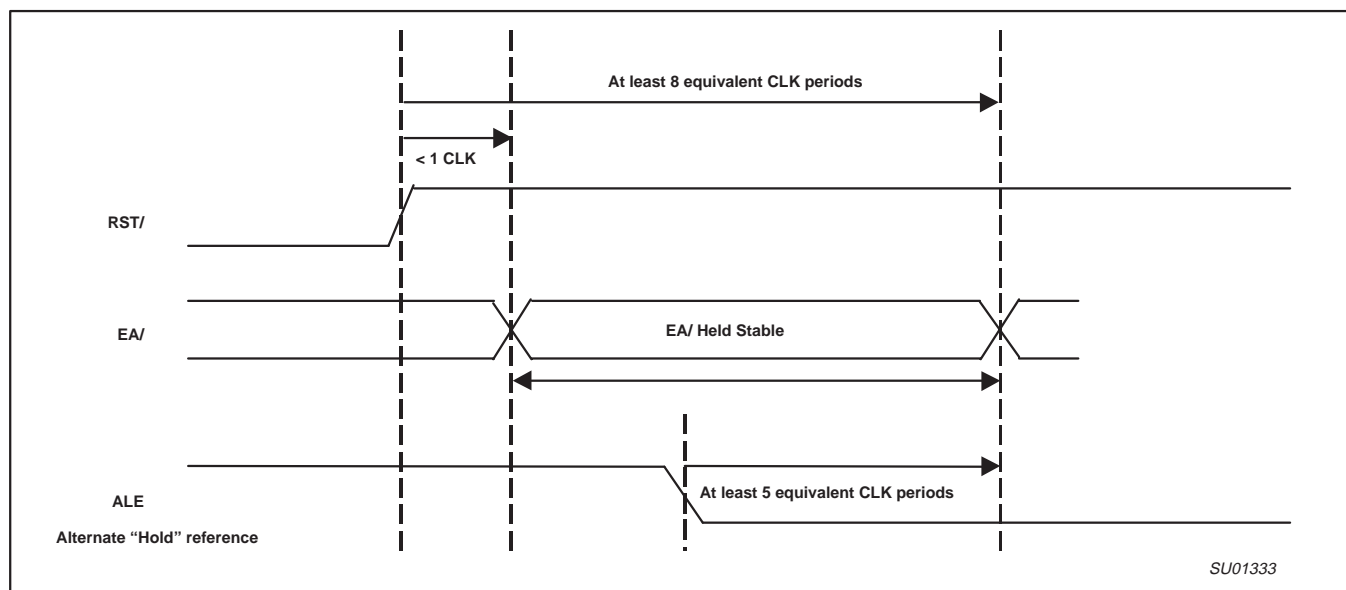 At least 8 equivalent CLK periods
< 1 CLK
RST/
EA/
EA/ Held Stable
At least 5 equivalent CLK periods
ALE
Alternate “Hold” reference
SU01333